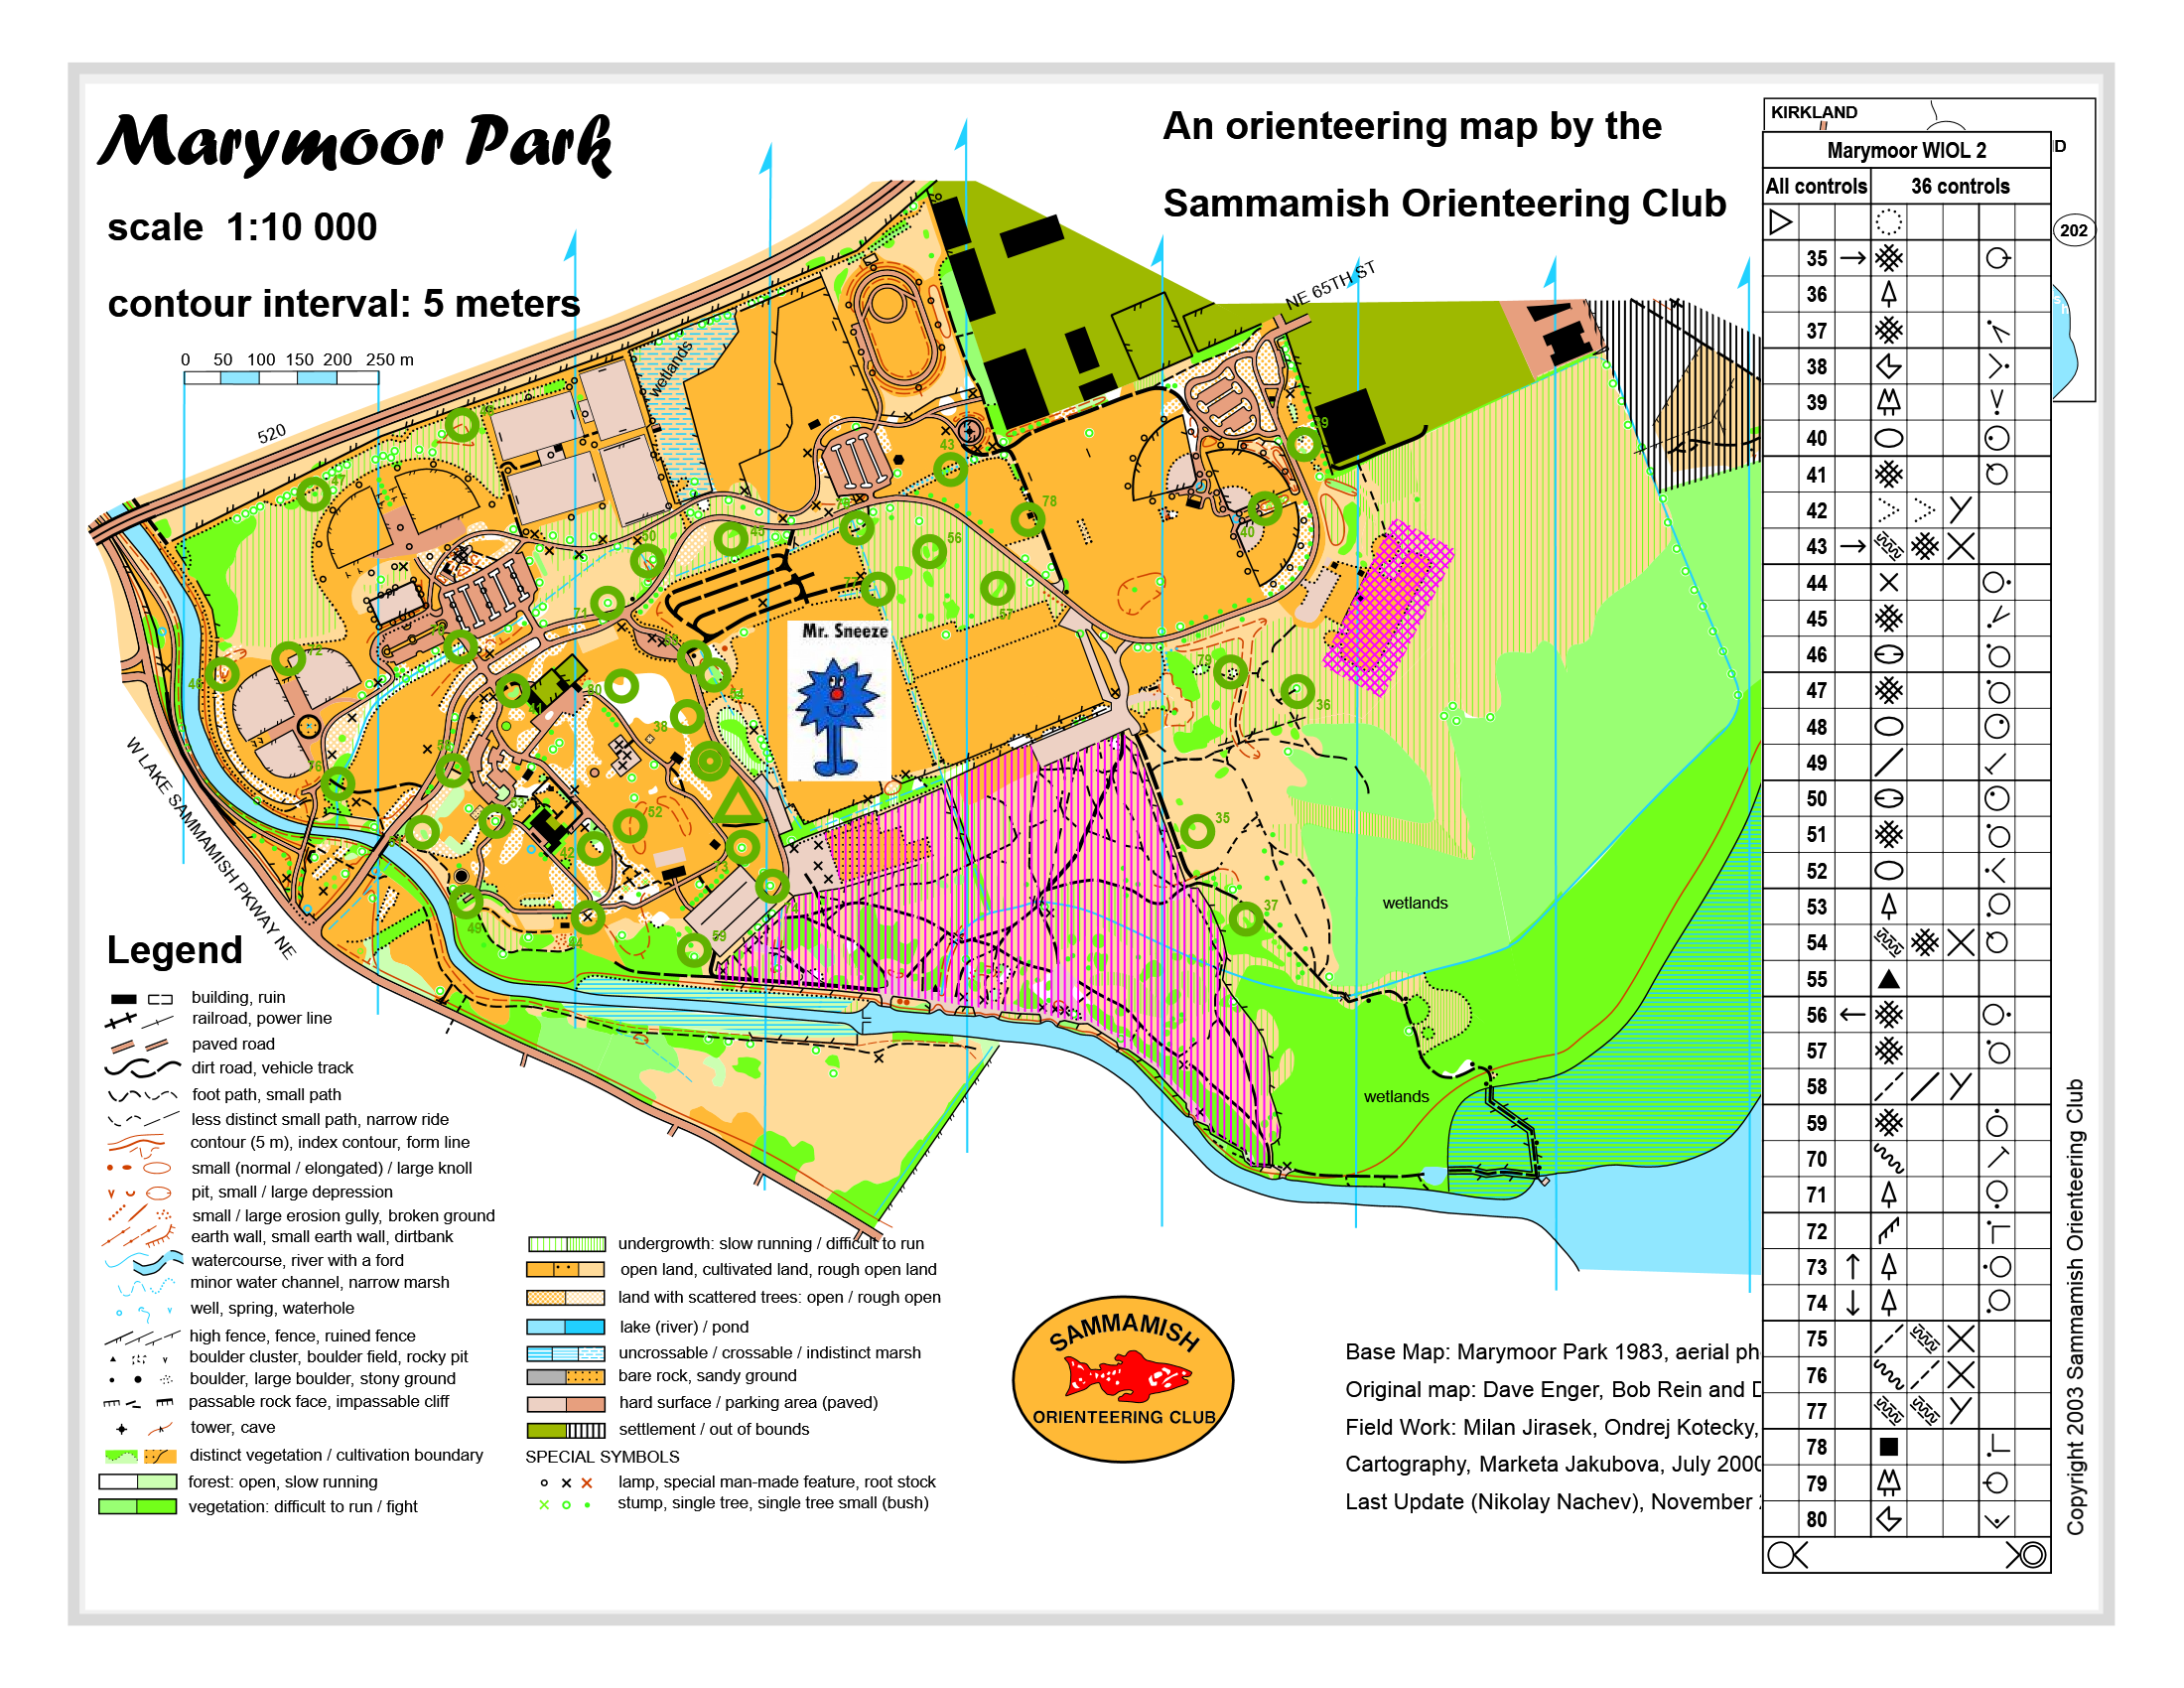 Marymoor Park
scale 1:10 000
contour interval: 5 meters
0 50 100 150 200 250 m
An orienteering map by the
Sammamish Orienteering Club
KIRKLAND
D
202
Marymoor WIOL 2
All controls 36 controls
35
36
37
38
39
40
41
42
43
44
45
46
47
48
49
50
51
52
53
54
55
56
57
58
59
70
71
72
73
74
75
76
77
78
79
80
Copyright 2003 Sammamish Orienteering Club
520
NE 65TH ST
W LAKE SAMMAMISH PKWAY NE
wetlands
wetlands
wetlands
Mr. Sneeze
47
43
78
50
45
56
57
71
77
72
54
80
38
41
79
36
39
40
35
52
37
49
59
42
44
73
Legend
building, ruin
railroad, power line
paved road
dirt road, vehicle track
foot path, small path
less distinct small path, narrow ride
contour (5 m), index contour, form line
small (normal / elongated) / large knoll
pit, small / large depression
small / large erosion gully, broken ground
earth wall, small earth wall, dirtbank
watercourse, river with a ford
minor water channel, narrow marsh
well, spring, waterhole
high fence, fence, ruined fence
boulder cluster, boulder field, rocky pit
boulder, large boulder, stony ground
passable rock face, impassable cliff
tower, cave
distinct vegetation / cultivation boundary
forest: open, slow running
vegetation: difficult to run / fight
undergrowth: slow running / difficult to run
open land, cultivated land, rough open land
land with scattered trees: open / rough open
lake (river) / pond
uncrossable / crossable / indistinct marsh
bare rock, sandy ground
hard surface / parking area (paved)
settlement / out of bounds
SPECIAL SYMBOLS
lamp, special man-made feature, root stock
stump, single tree, single tree small (bush)
SAMMAMISH
ORIENTEERING CLUB
Base Map: Marymoor Park 1983, aerial ph
Original map: Dave Enger, Bob Rein and D
Field Work: Milan Jirasek, Ondrej Kotecky,
Cartography, Marketa Jakubova, July 2000
Last Update (Nikolay Nachev), November